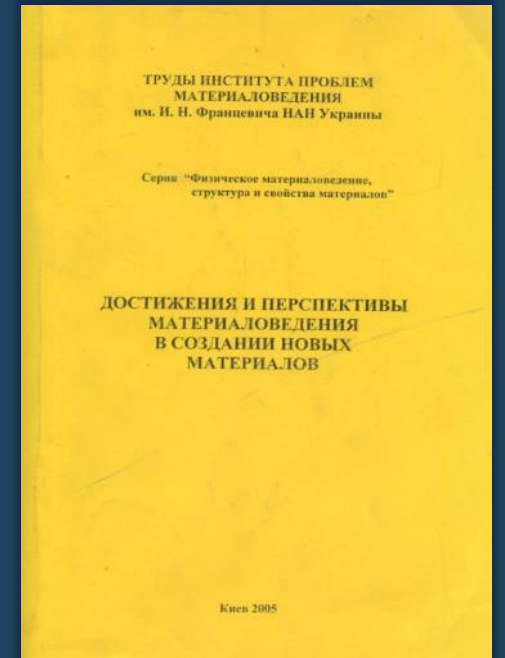 ТРУДЫ ИНСТИТУТА ПРОБЛЕМ
МАТЕРИАЛОВЕДЕНИЯ
им. И. Н. Францевича НАН Украины
Серия “Физическое материаловедение,
структура и свойства материалов”
ДОСТИЖЕНИЯ И ПЕРСПЕКТИВЫ
МАТЕРИАЛОВЕДЕНИЯ
В СОЗДАНИИ НОВЫХ
МАТЕРИАЛОВ
Киев 2005